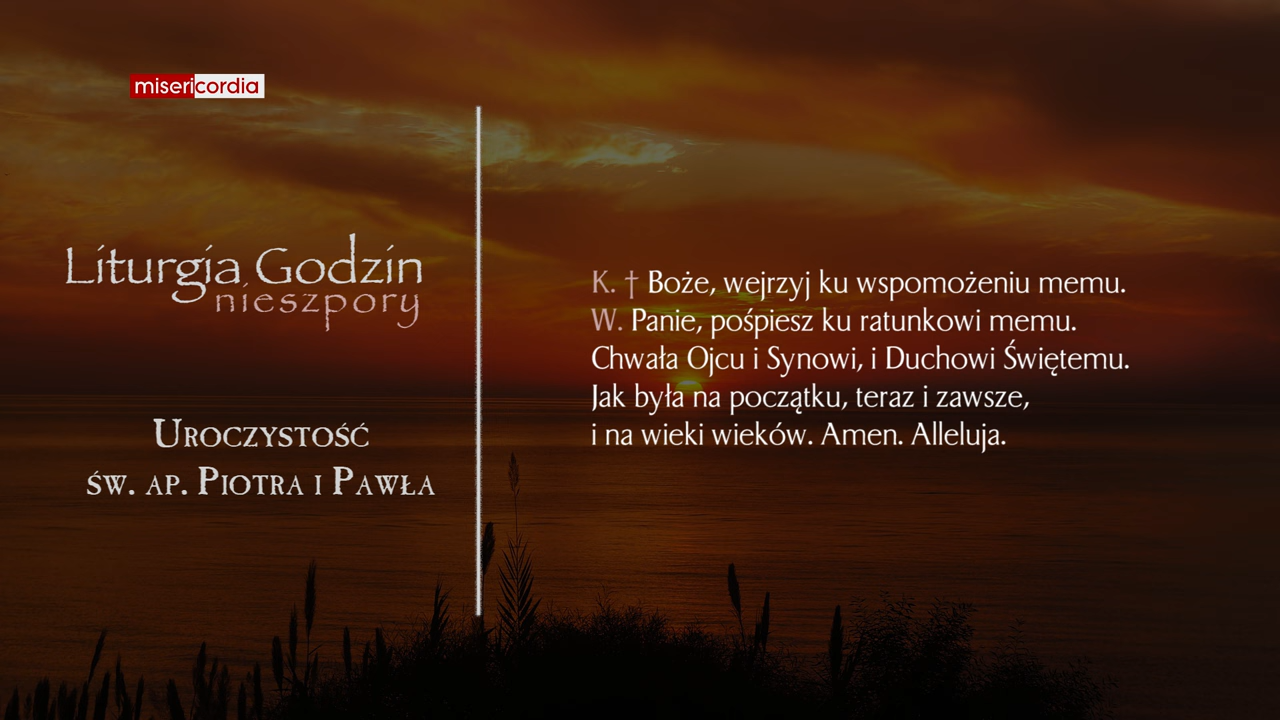 misericordia
Liturgia Godzin
nieszpory
Uroczystość
św. ap. Piotra i Pawła
K. † Boże, wejrzyj ku wspomożeniu memu.
W. Panie, pośpiesz ku ratunkowi memu.
Chwała Ojcu i Synowi, i Duchowi Świętemu.
Jak była na początku, teraz i zawsze,
i na wieki wieków. Amen. Alleluja.